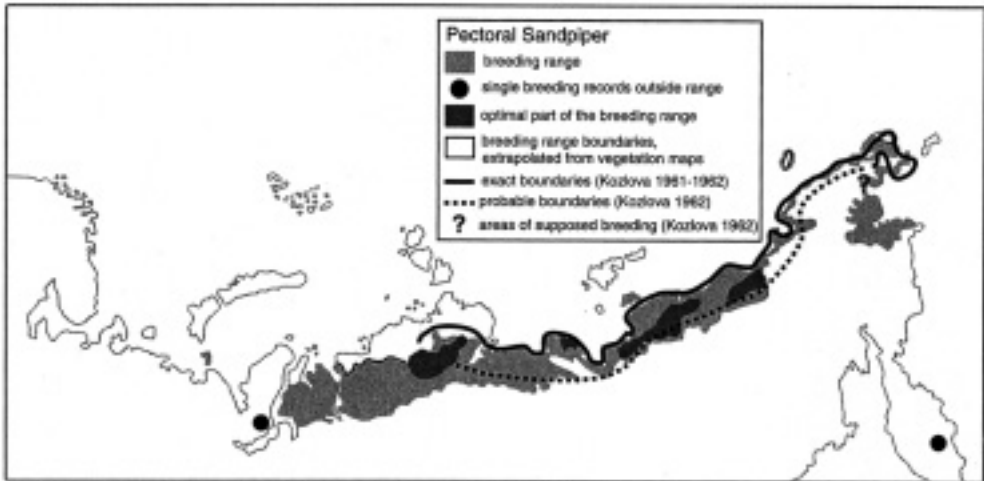 Pectoral Sandpiper
breeding range
single breeding records outside range
optimal part of the breeding range
breeding range boundaries,
extrapolated from vegetation maps
exact boundaries (Kozlova 1961-1962)
probable boundaries (Kozlova 1962)
? areas of supposed breeding (Kozlova 1962)
?